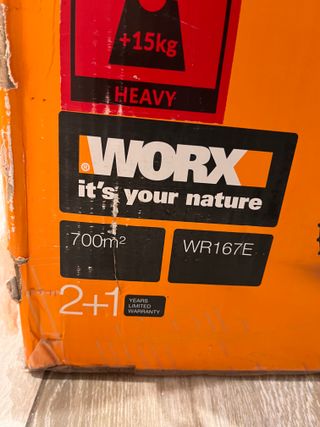 +15kg
HEAVY
® WORX
it's your nature
700m²
WR167E
2+1 YEARS
LIMITED
WARRANTY